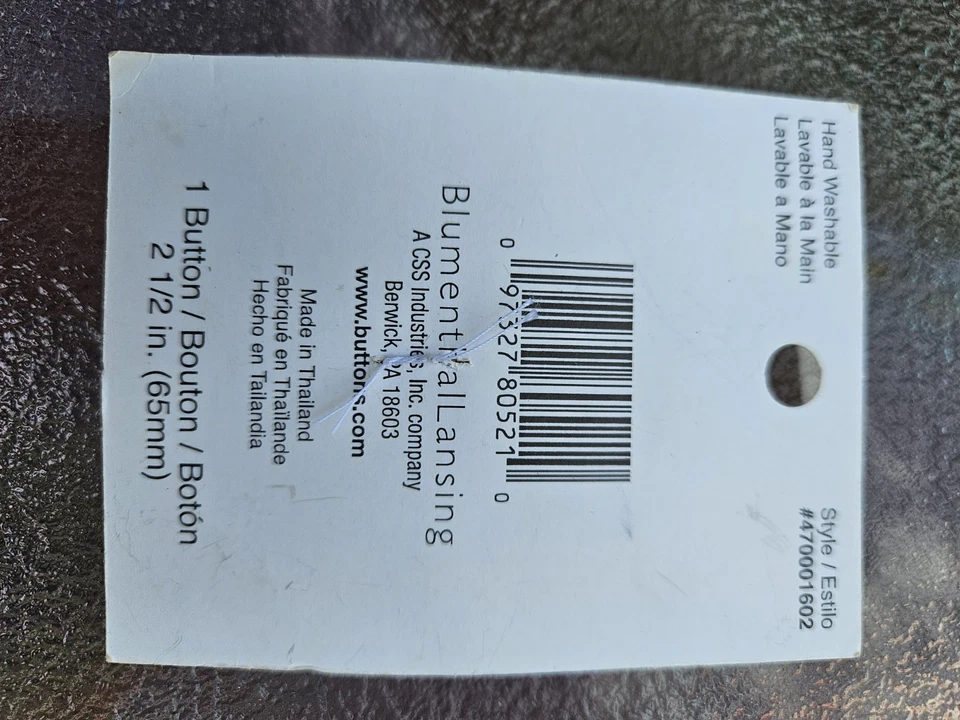 Hand Washable
Lavable à la Main
Lavable a Mano
Style / Estilo
#470001602
0 97327 80521 0
BlumenthalLansing
A CSS Industries, Inc. company
Berwick, PA 18603
www.buttons.com
Made in Thailand
Fabriqué en Thaïlande
Hecho en Tailandia
1 Button / Bouton / Botón
2 1/2 in. (65mm)